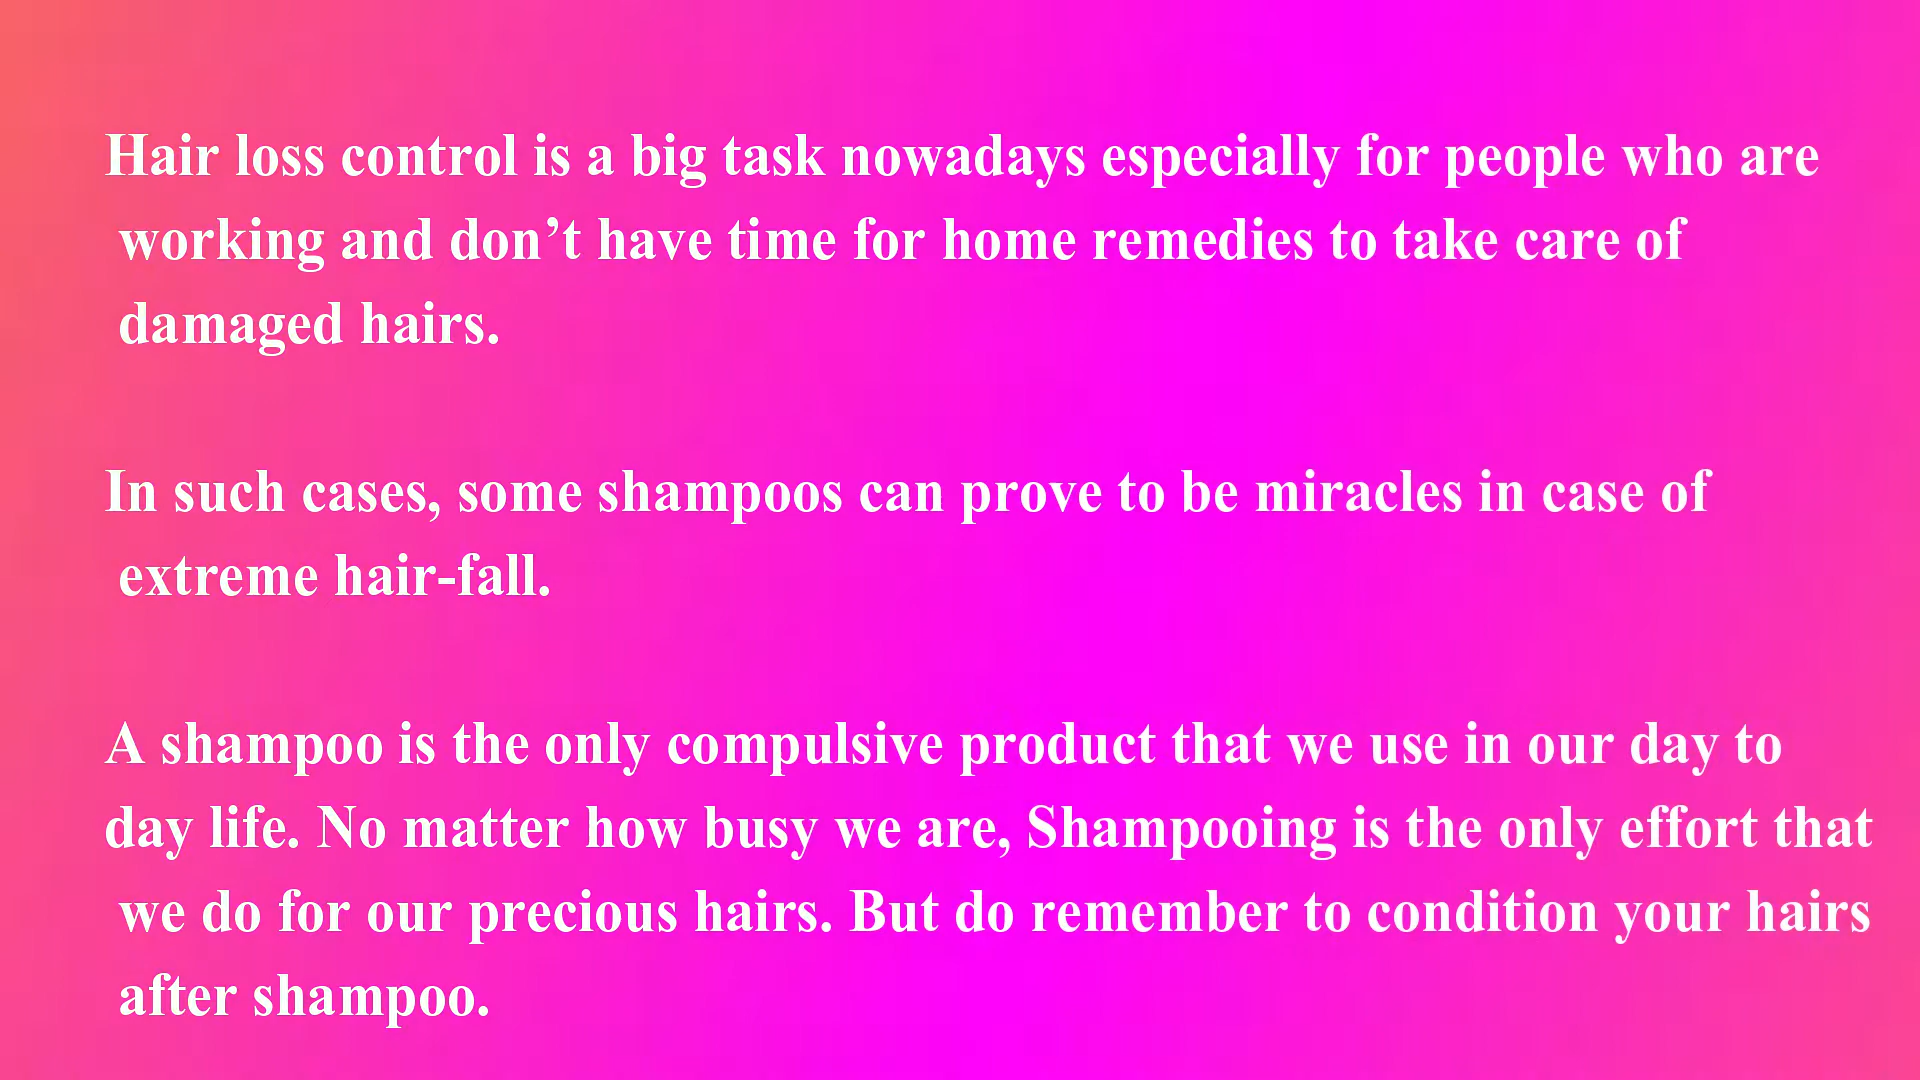 Hair loss control is a big task nowadays especially for people who are
working and don’t have time for home remedies to take care of
damaged hairs.
In such cases, some shampoos can prove to be miracles in case of
extreme hair-fall.
A shampoo is the only compulsive product that we use in our day to
day life. No matter how busy we are, Shampooing is the only effort that
we do for our precious hairs. But do remember to condition your hairs
after shampoo.